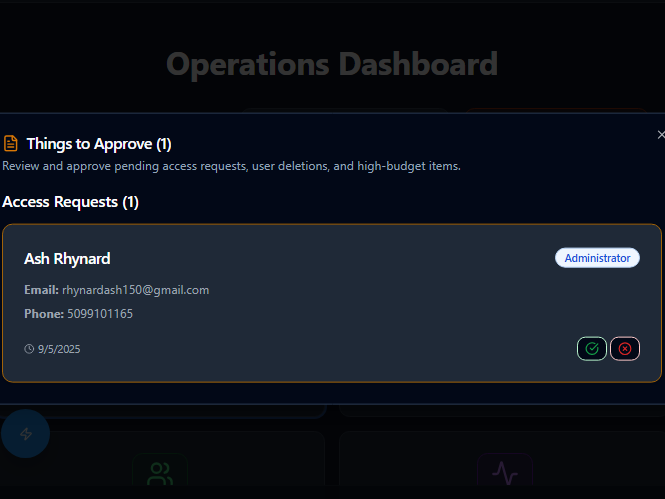 Operations Dashboard
Things to Approve (1)
Review and approve pending access requests, user deletions, and high-budget items.
Access Requests (1)
Ash Rhynard
Administrator
Email: rhynardash150@gmail.com
Phone: 5099101165
9/5/2025